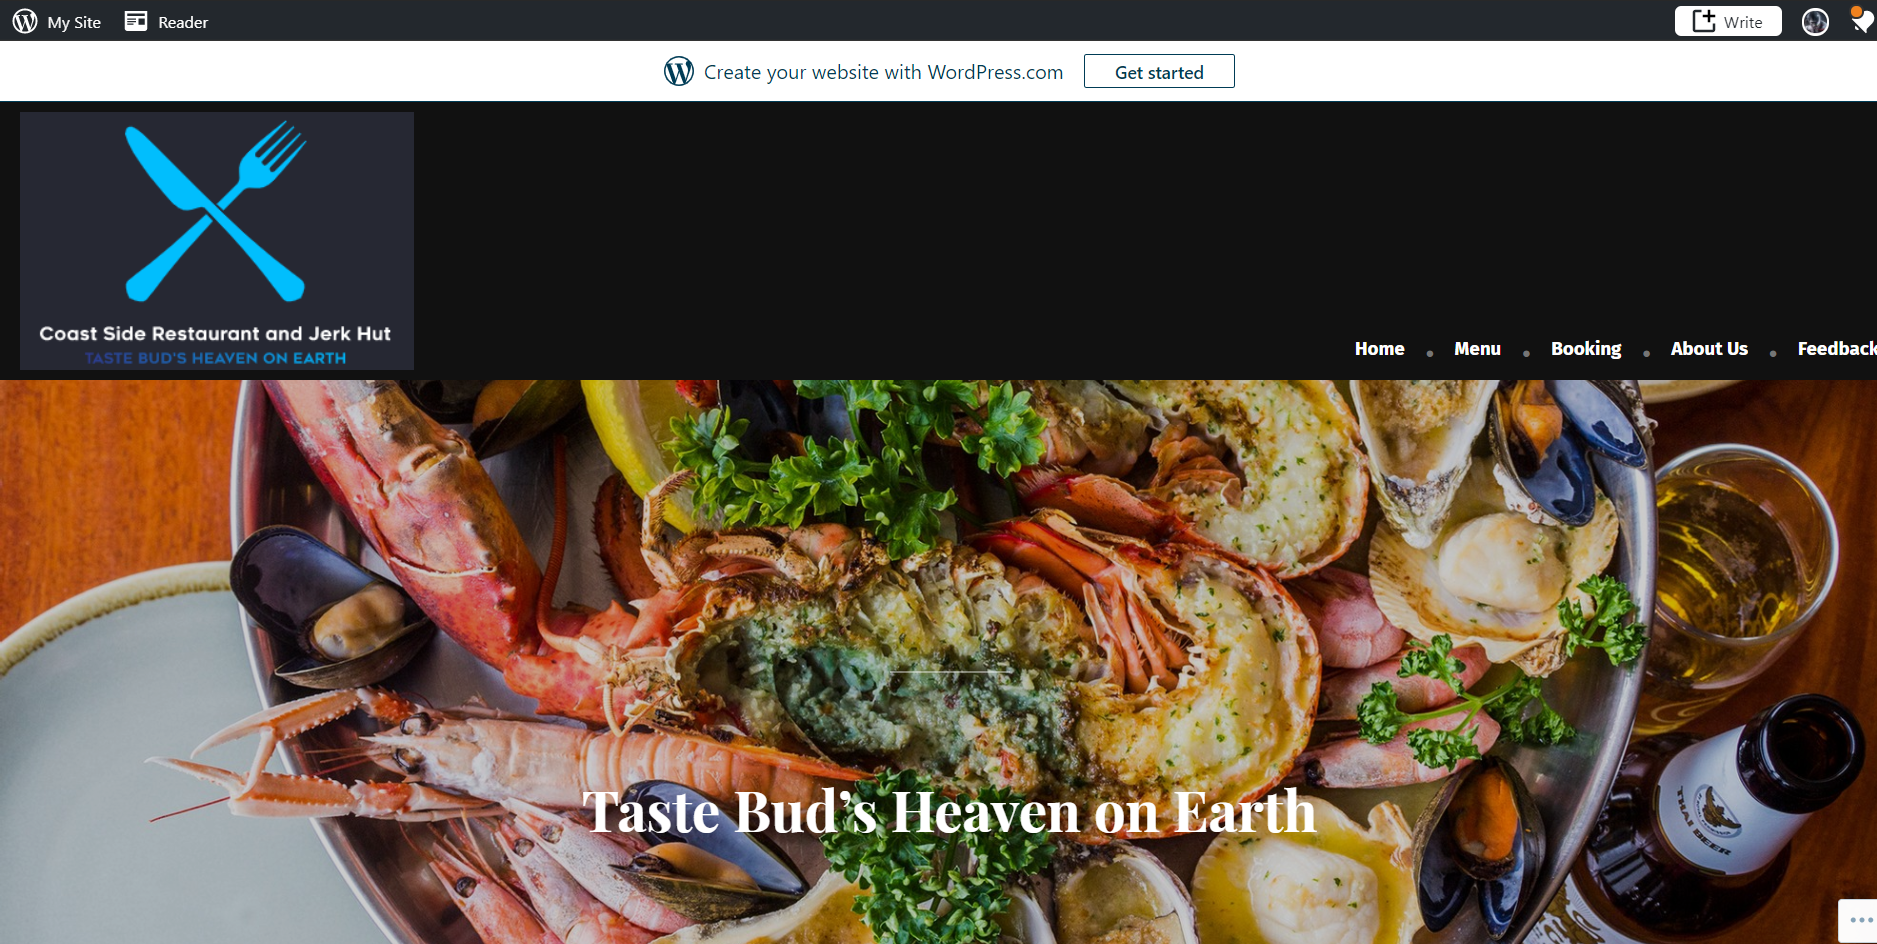 My Site
Reader
Write
Create your website with WordPress.com
Get started
Coast Side Restaurant and Jerk Hut
TASTE BUD'S HEAVEN ON EARTH
Home
Menu
Booking
About Us
Feedback
Taste Bud’s Heaven on Earth
THAI BEER